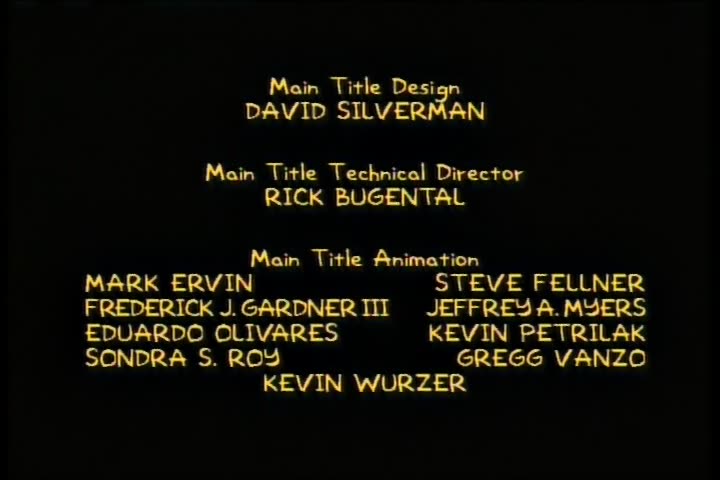 Main Title Design
DAVID SILVERMAN
Main Title Technical Director
RICK BUGENTAL
Main Title Animation
MARK ERVIN STEVE FELLNER
FREDERICK J. GARDNER III JEFFREY A. MYERS
EDUARDO OLIVARES KEVIN PETRILAK
SONDRA S. ROY GREGG VANZO
KEVIN WURZER